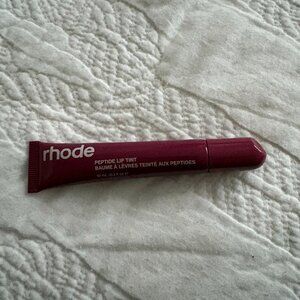 rhode
PEPTIDE LIP TINT
BAUME À LÈVRES TEINTÉ AUX PEPTIDES